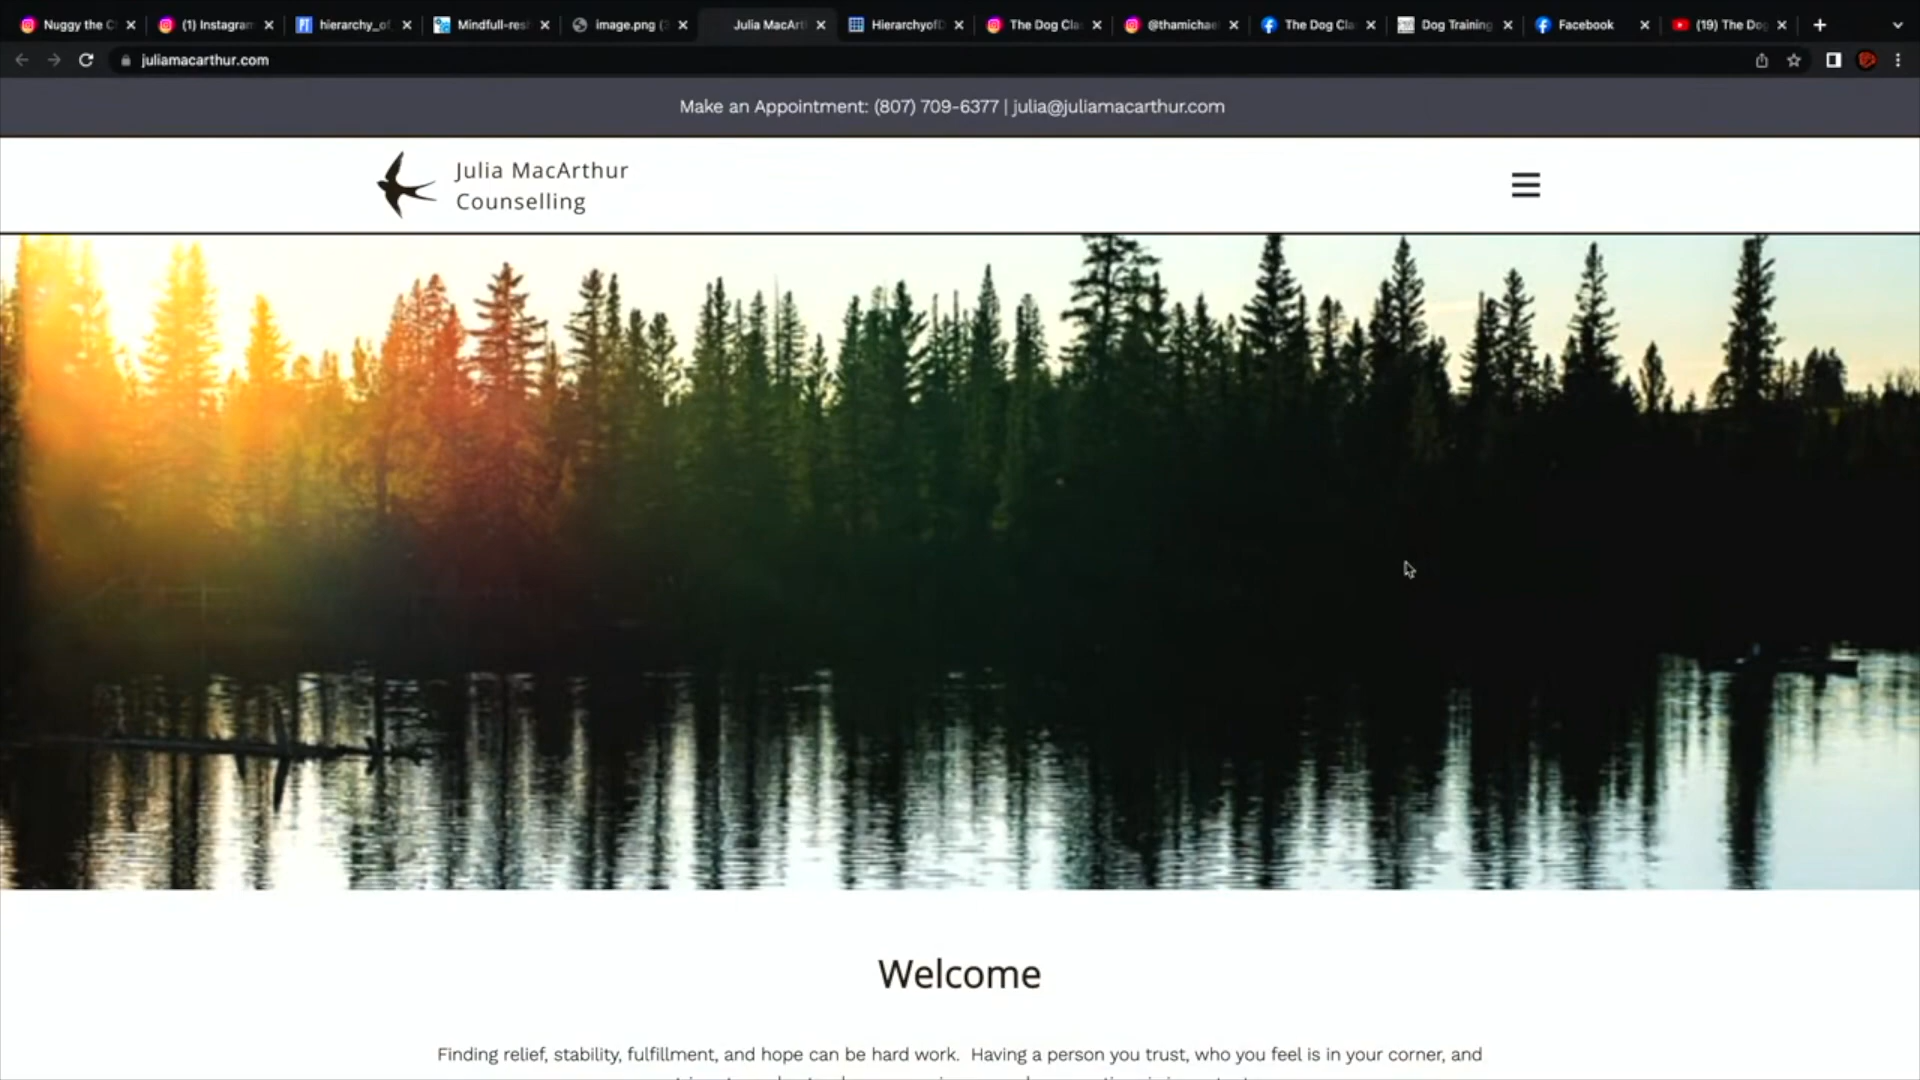 Nuggy the C
(1) Instagram
hierarchy_o
Mindfull-res
image.png (
Julia MacArt
HierarchyofD
The Dog Cla
@thamichae
The Dog Cla
Dog Training
Facebook
(19) The Do
juliamacarthur.com
Make an Appointment: (807) 709-6377 | julia@juliamacarthur.com
Julia MacArthur
Counselling
Welcome
Finding relief, stability, fulfillment, and hope can be hard work. Having a person you trust, who you feel is in your corner, and